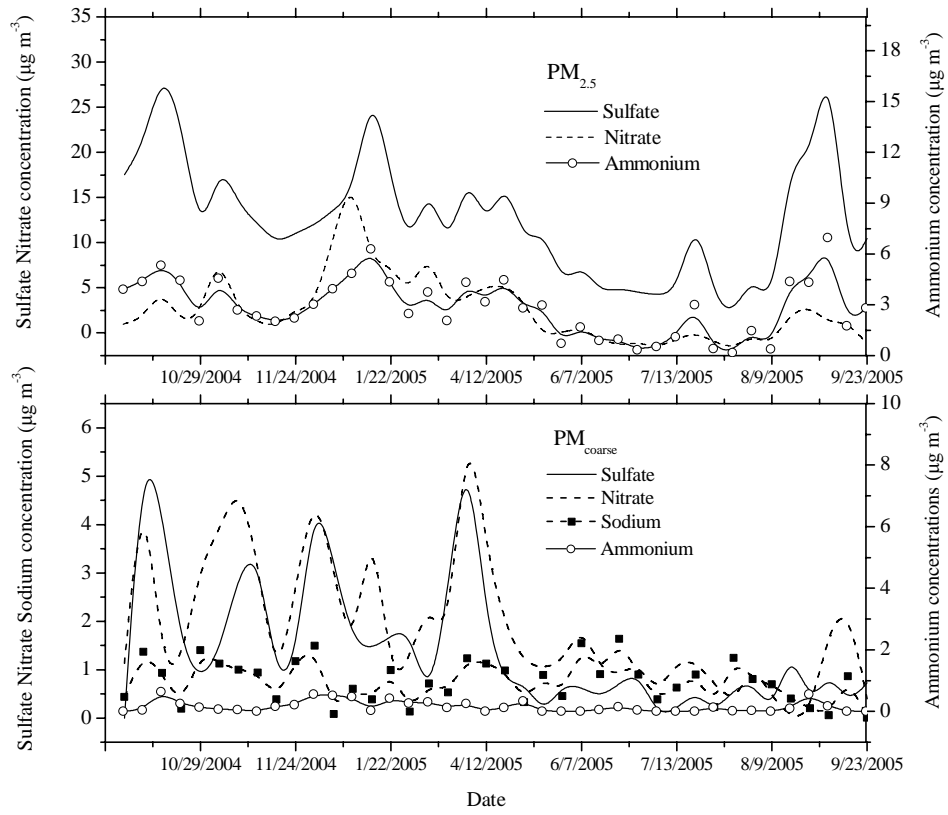 35
30
25
20
15
10
5
0
Sulfate Nitrate concentration (μg m-3)
PM2.5
Sulfate
Nitrate
Ammonium
18
15
12
9
6
3
0
Ammonium concentration (μg m-3)
10/29/2004 11/24/2004 1/22/2005 4/12/2005 6/7/2005 7/13/2005 8/9/2005 9/23/2005
6
5
4
3
2
1
0
Sulfate Nitrate Sodium concentration (μg m-3)
PMcoarse
Sulfate
Nitrate
Sodium
Ammonium
10
8
6
4
2
0
Ammonium concentrations (μg m-3)
10/29/2004 11/24/2004 1/22/2005 4/12/2005 6/7/2005 7/13/2005 8/9/2005 9/23/2005
Date